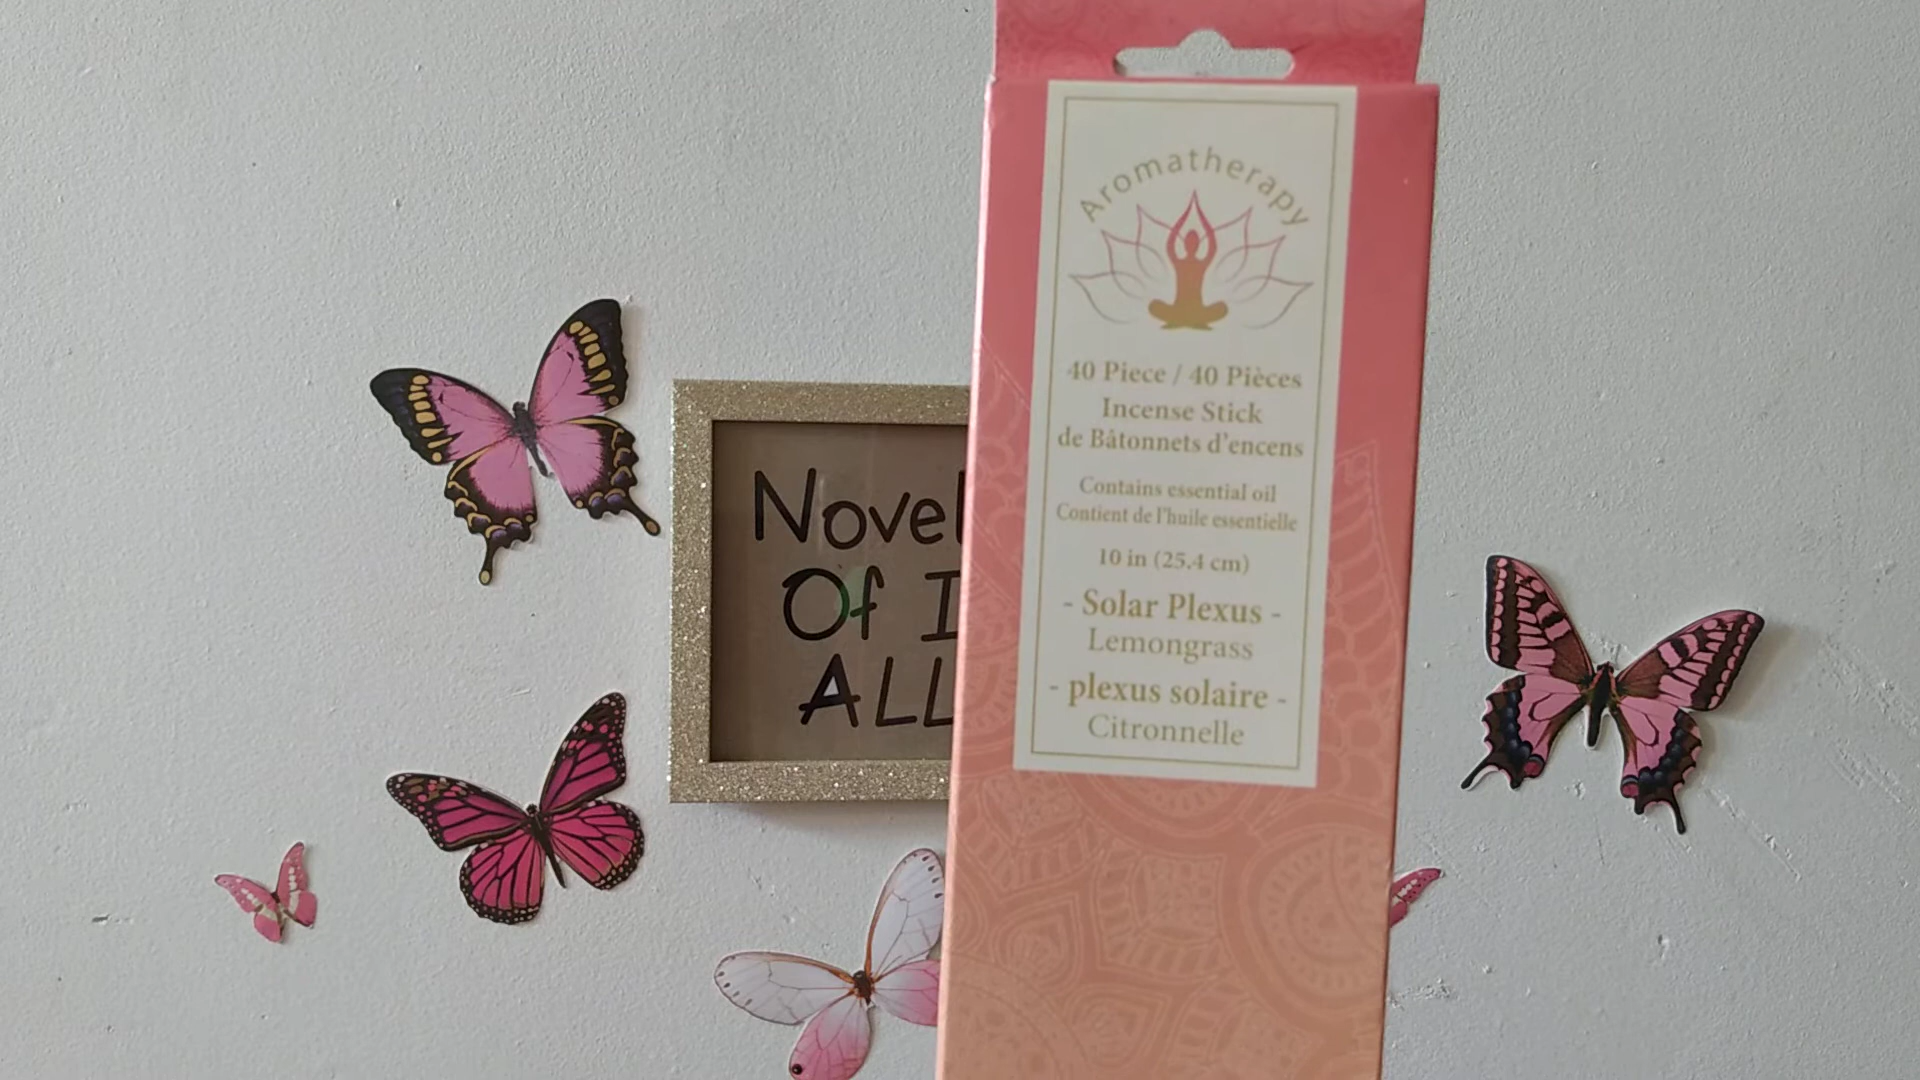 Novel
Of I
ALL
Aromatherapy
40 Piece / 40 Pièces
Incense Stick
de Bâtonnets d'encens
Contains essential oil
Contient de l'huile essentielle
10 in (25.4 cm)
- Solar Plexus -
Lemongrass
- plexus solaire -
Citronnelle